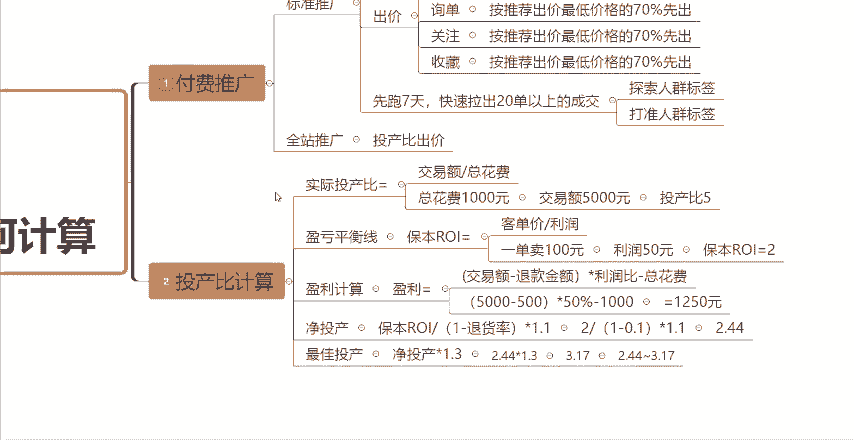 标准推广
出价
询单 按推荐出价最低价格的70%先出
关注 按推荐出价最低价格的70%先出
收藏 按推荐出价最低价格的70%先出
1 付费推广
先跑7天，快速拉出20单以上的成交
探索人群标签
打准人群标签
全站推广 投产比出价
何计算
2 投产比计算
实际投产比=
交易额/总花费
总花费1000元 交易额5000元 投产比5
盈亏平衡线 保本ROI=
客单价/利润
一单卖100元 利润50元 保本ROI=2
盈利计算 盈利=
(交易额-退款金额）*利润比-总花费
（5000-500）*50%-1000 =1250元
净投产 保本ROI/（1-退货率）*1.1 2/（1-0.1）*1.1 2.44
最佳投产 净投产*1.3 2.44*1.3 3.17 2.44~3.17